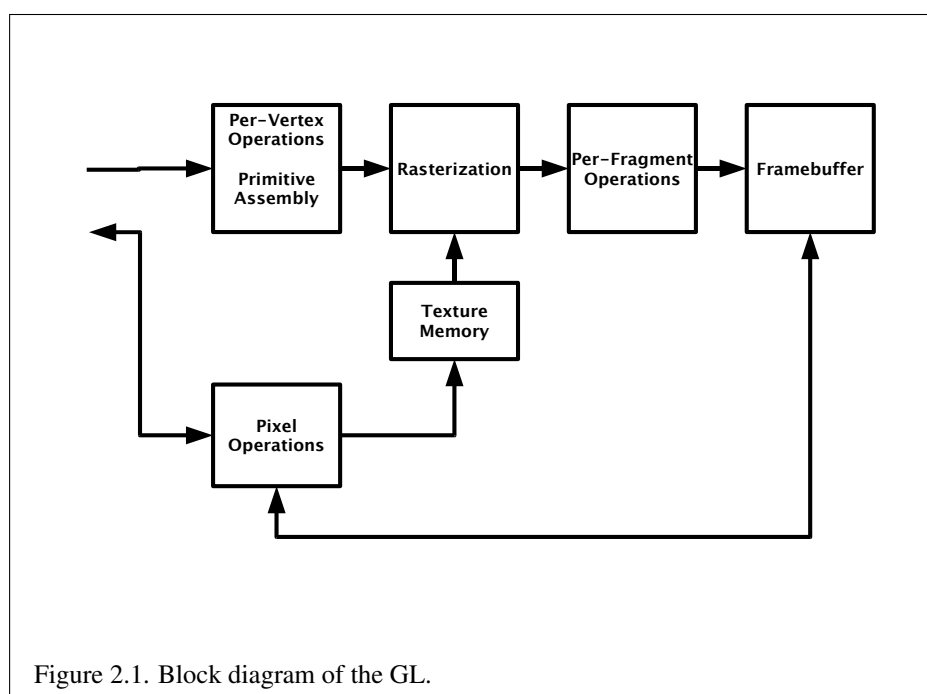 Per-Vertex
Operations
Primitive
Assembly
Rasterization
Per-Fragment
Operations
Framebuffer
Texture
Memory
Pixel
Operations
Figure 2.1. Block diagram of the GL.